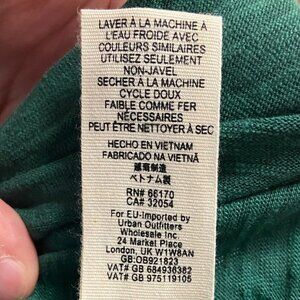 LAVER À LA MACHINE À
L'EAU FROIDE AVEC
COULEURS SIMILAIRES
UTILISEZ SEULEMENT
NON-JAVEL
SECHER À LA MACHINE
CYCLE DOUX
FAIBLE COMME FER
NÉCESSAIRES
PEUT ÊTRE NETTOYER À SEC
HECHO EN VIETNAM
FABRICADO NA VIETNÃ
越南制造
ベトナム製
RN# 66170
CA# 32054
For EU-Imported by
Urban Outfitters
Wholesale Inc.
24 Market Place
London, UK W1W8AN
GB:OB921823
VAT# GB 684936382
VAT# GB 975119105